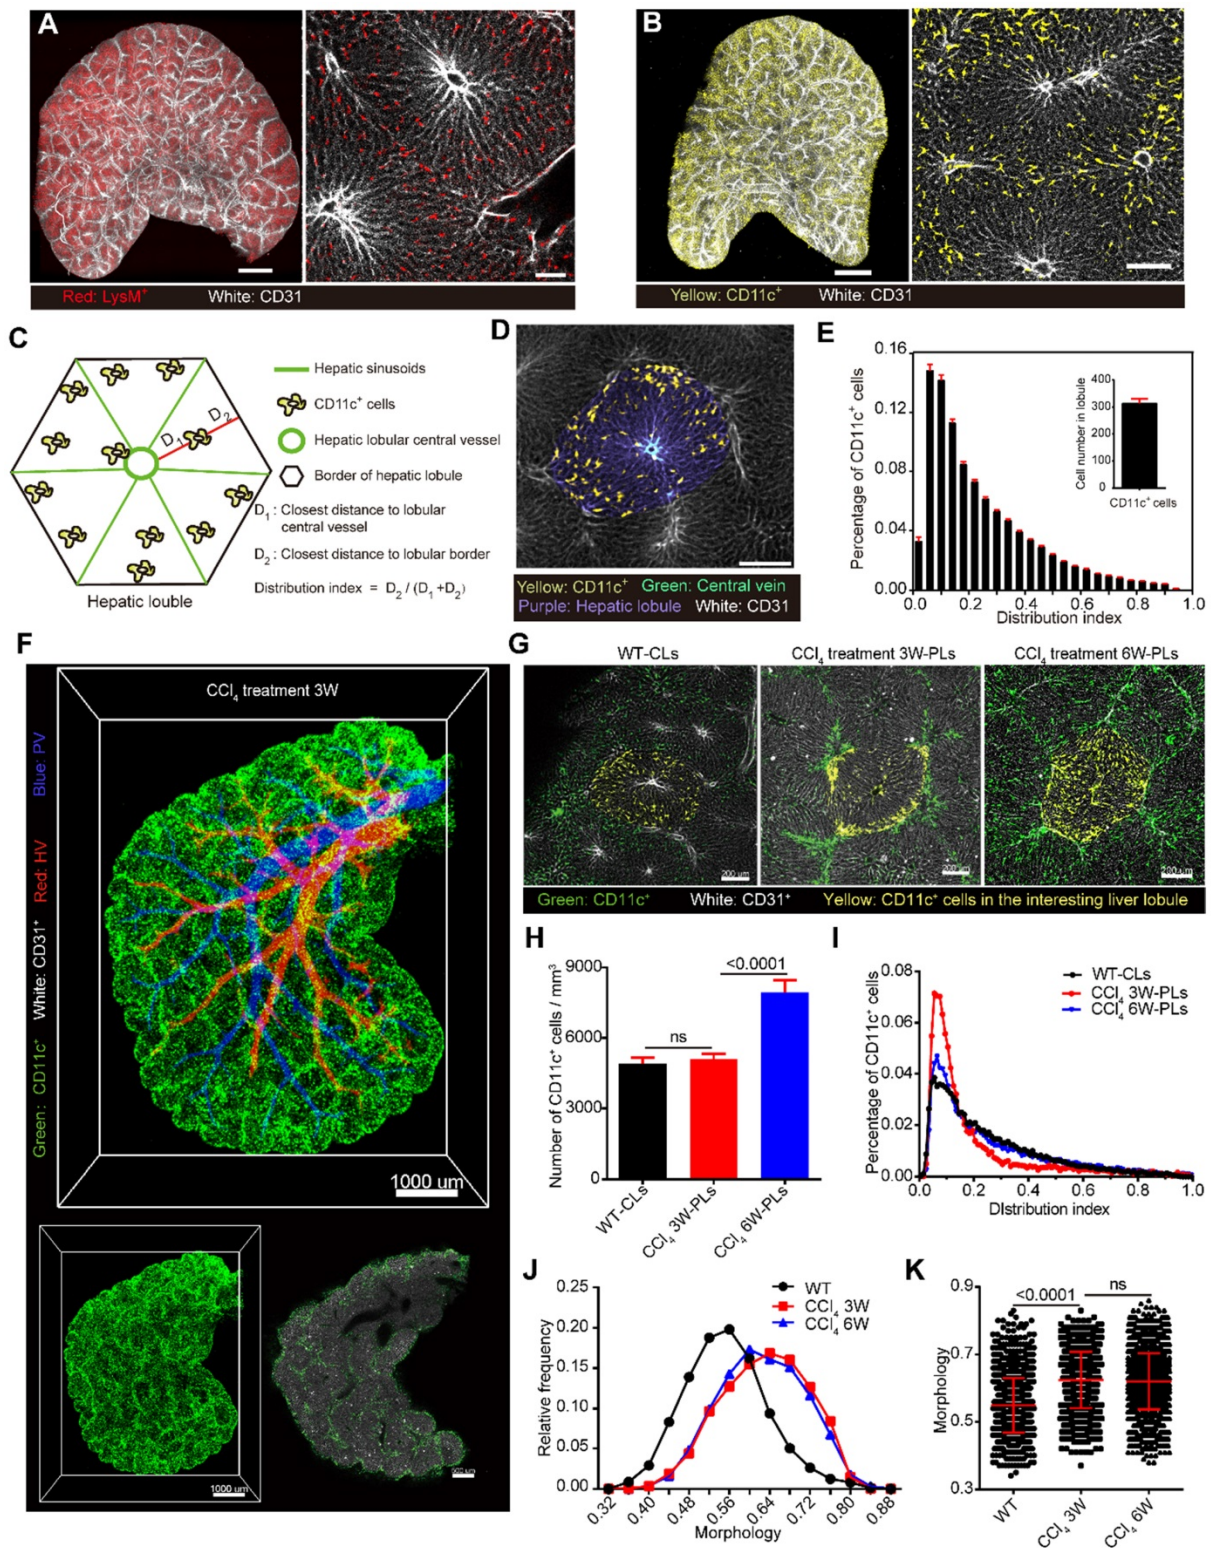 A
Red: LysM⁺ White: CD31
B
Yellow: CD11c⁺ White: CD31
C
D₁
D₂
Hepatic louble
Hepatic sinusoids
CD11c⁺ cells
Hepatic lobular central vessel
Border of hepatic lobule
D₁ : Closest distance to lobular
central vessel
D₂ : Closest distance to lobular border
Distribution index = D₂ / (D₁ +D₂)
D
Yellow: CD11c⁺ Green: Central vein
Purple: Hepatic lobule White: CD31
E
Percentage of CD11c⁺ cells
0.16
0.12
0.08
0.04
0.00
0.0 0.2 0.4 0.6 0.8 1.0
Distribution index
Cell number in lobule
400
300
200
100
0
CD11c⁺ cells
F
CCl₄ treatment 3W
Green: CD11c⁺ White: CD31⁺ Red: HV Blue: PV
1000 um
1000 um
G
WT-CLs
CCl₄ treatment 3W-PLs
CCl₄ treatment 6W-PLs
200 um
200 um
200 um
Green: CD11c⁺ White: CD31⁺ Yellow: CD11c⁺ cells in the interesting liver lobule
H
Number of CD11c⁺ cells / mm³
9000
6000
3000
0
ns
<0.0001
WT-CLs
CCl₄ 3W-PLs
CCl₄ 6W-PLs
I
Percentage of CD11c⁺ cells
0.08
0.06
0.04
0.02
0.00
0.0 0.2 0.4 0.6 0.8 1.0
DIstribution index
WT-CLs
CCl₄ 3W-PLs
CCl₄ 6W-PLs
J
Relative frequency
0.25
0.20
0.15
0.10
0.05
0.00
0.32 0.40 0.48 0.56 0.64 0.72 0.80 0.88
Morphology
WT
CCl₄ 3W
CCl₄ 6W
K
Morphology
0.9
0.7
0.5
0.3
<0.0001
ns
WT
CCl₄ 3W
CCl₄ 6W